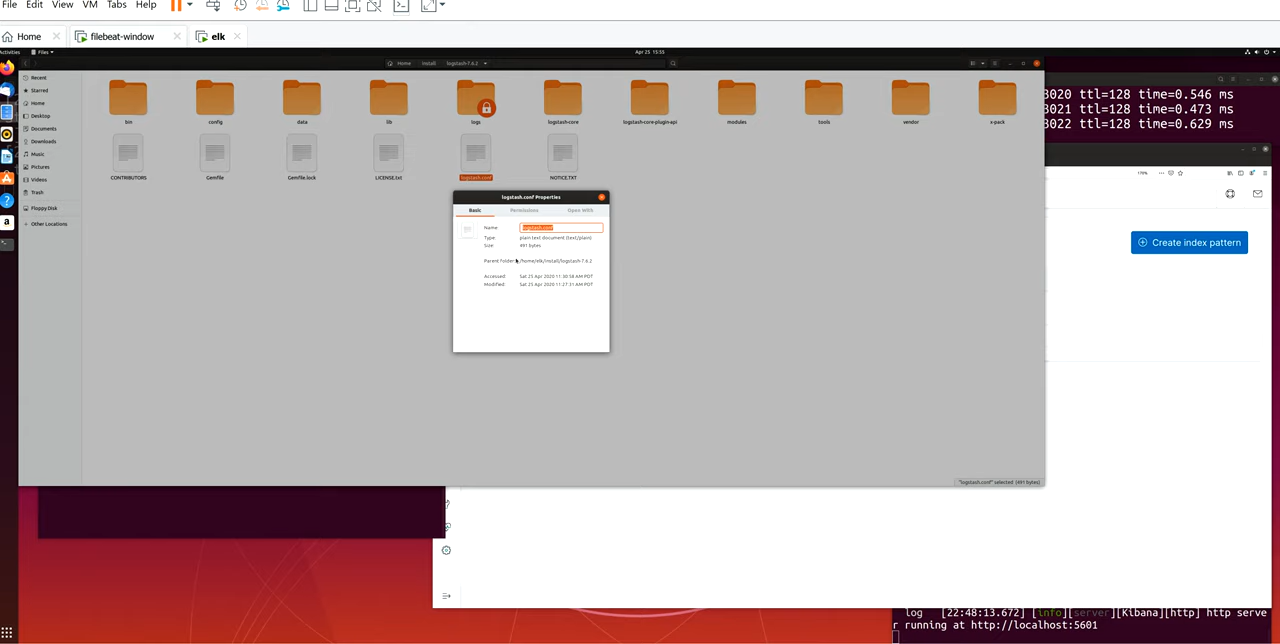 File Edit View VM Tabs Help
Home filebeat-window elk
Activities Files Apr 25 15:55
Home install logstash-7.6.2
Recent
Starred
Home
Desktop
Documents
Downloads
Music
Pictures
Videos
Trash
Floppy Disk
Other Locations
bin config data lib logs logstash-core logstash-core-plugin-api modules tools vendor x-pack
CONTRIBUTORS Gemfile Gemfile.lock LICENSE.txt logstash.conf NOTICE.TXT
logstash.conf Properties
Basic Permissions Open With
Name logstash.conf
Type: plain text document (text/plain)
Size: 491 bytes
Parent Folder: /home/elk/install/logstash-7.6.2
Accessed: Sat 25 Apr 2020 11:30:58 AM PDT
Modified: Sat 25 Apr 2020 11:27:31 AM PDT
"logstash.conf" selected (491 bytes)
3020 ttl=128 time=0.546 ms
3021 ttl=128 time=0.473 ms
3022 ttl=128 time=0.629 ms
170%
Create index pattern
log [22:48:13.672] [info][server][Kibana][http] http serve
r running at http://localhost:5601